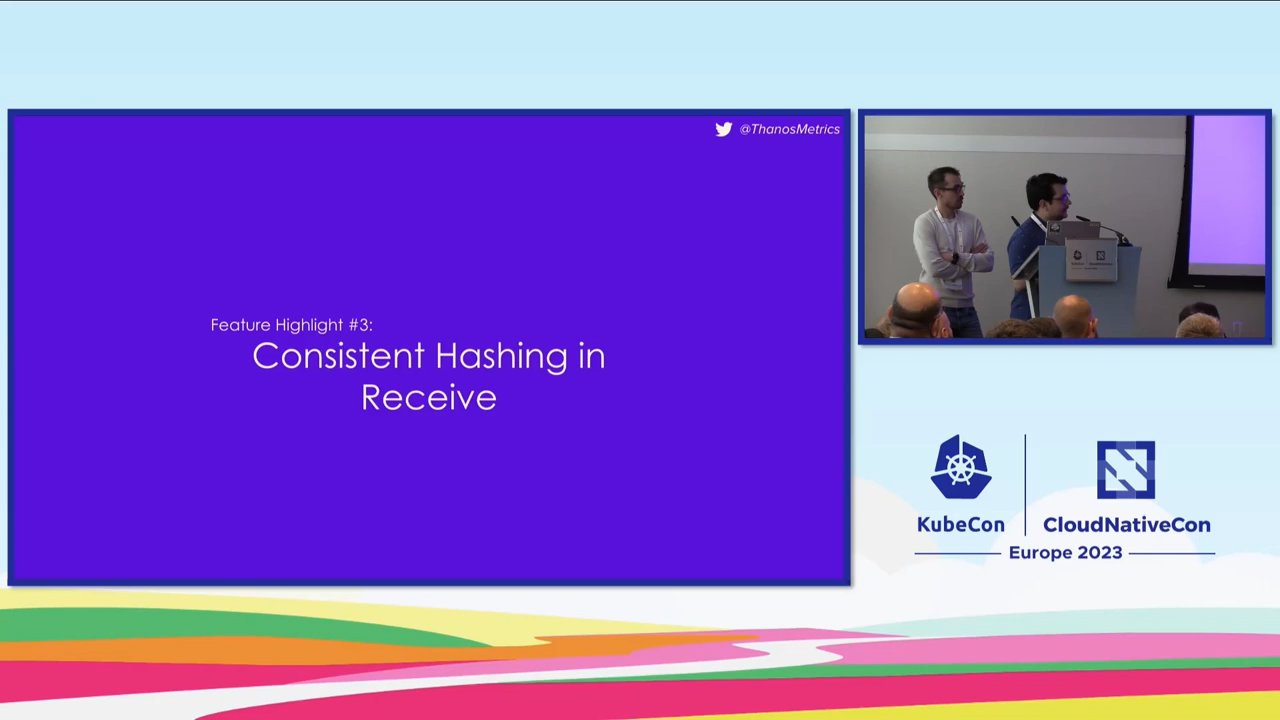 @ThanosMetrics
Feature Highlight #3:
Consistent Hashing in
Receive
KubeCon
CloudNativeCon
Europe 2023